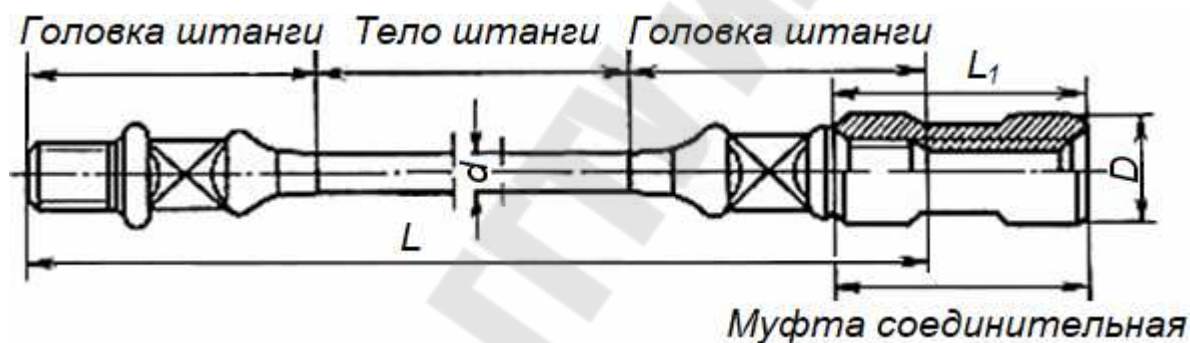 Головка штанги Тело штанги Головка штанги
L₁
d
D
L
Муфта соединительная